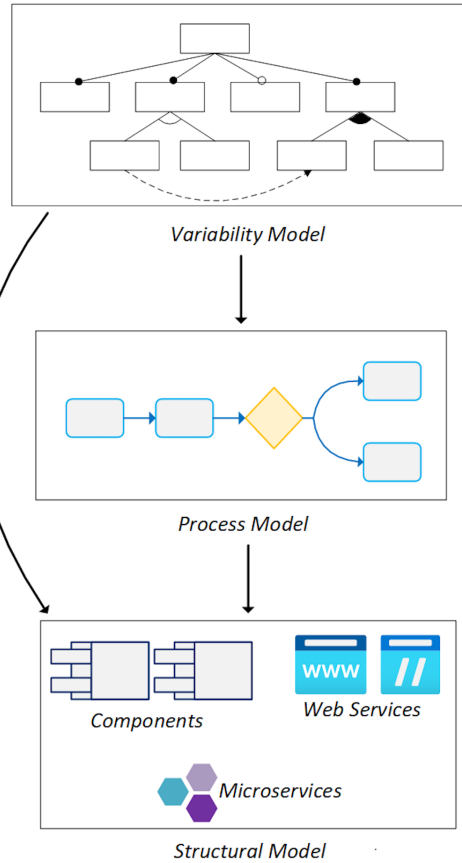 Variability Model
Process Model
www
//
Components
Web Services
Microservices
Structural Model